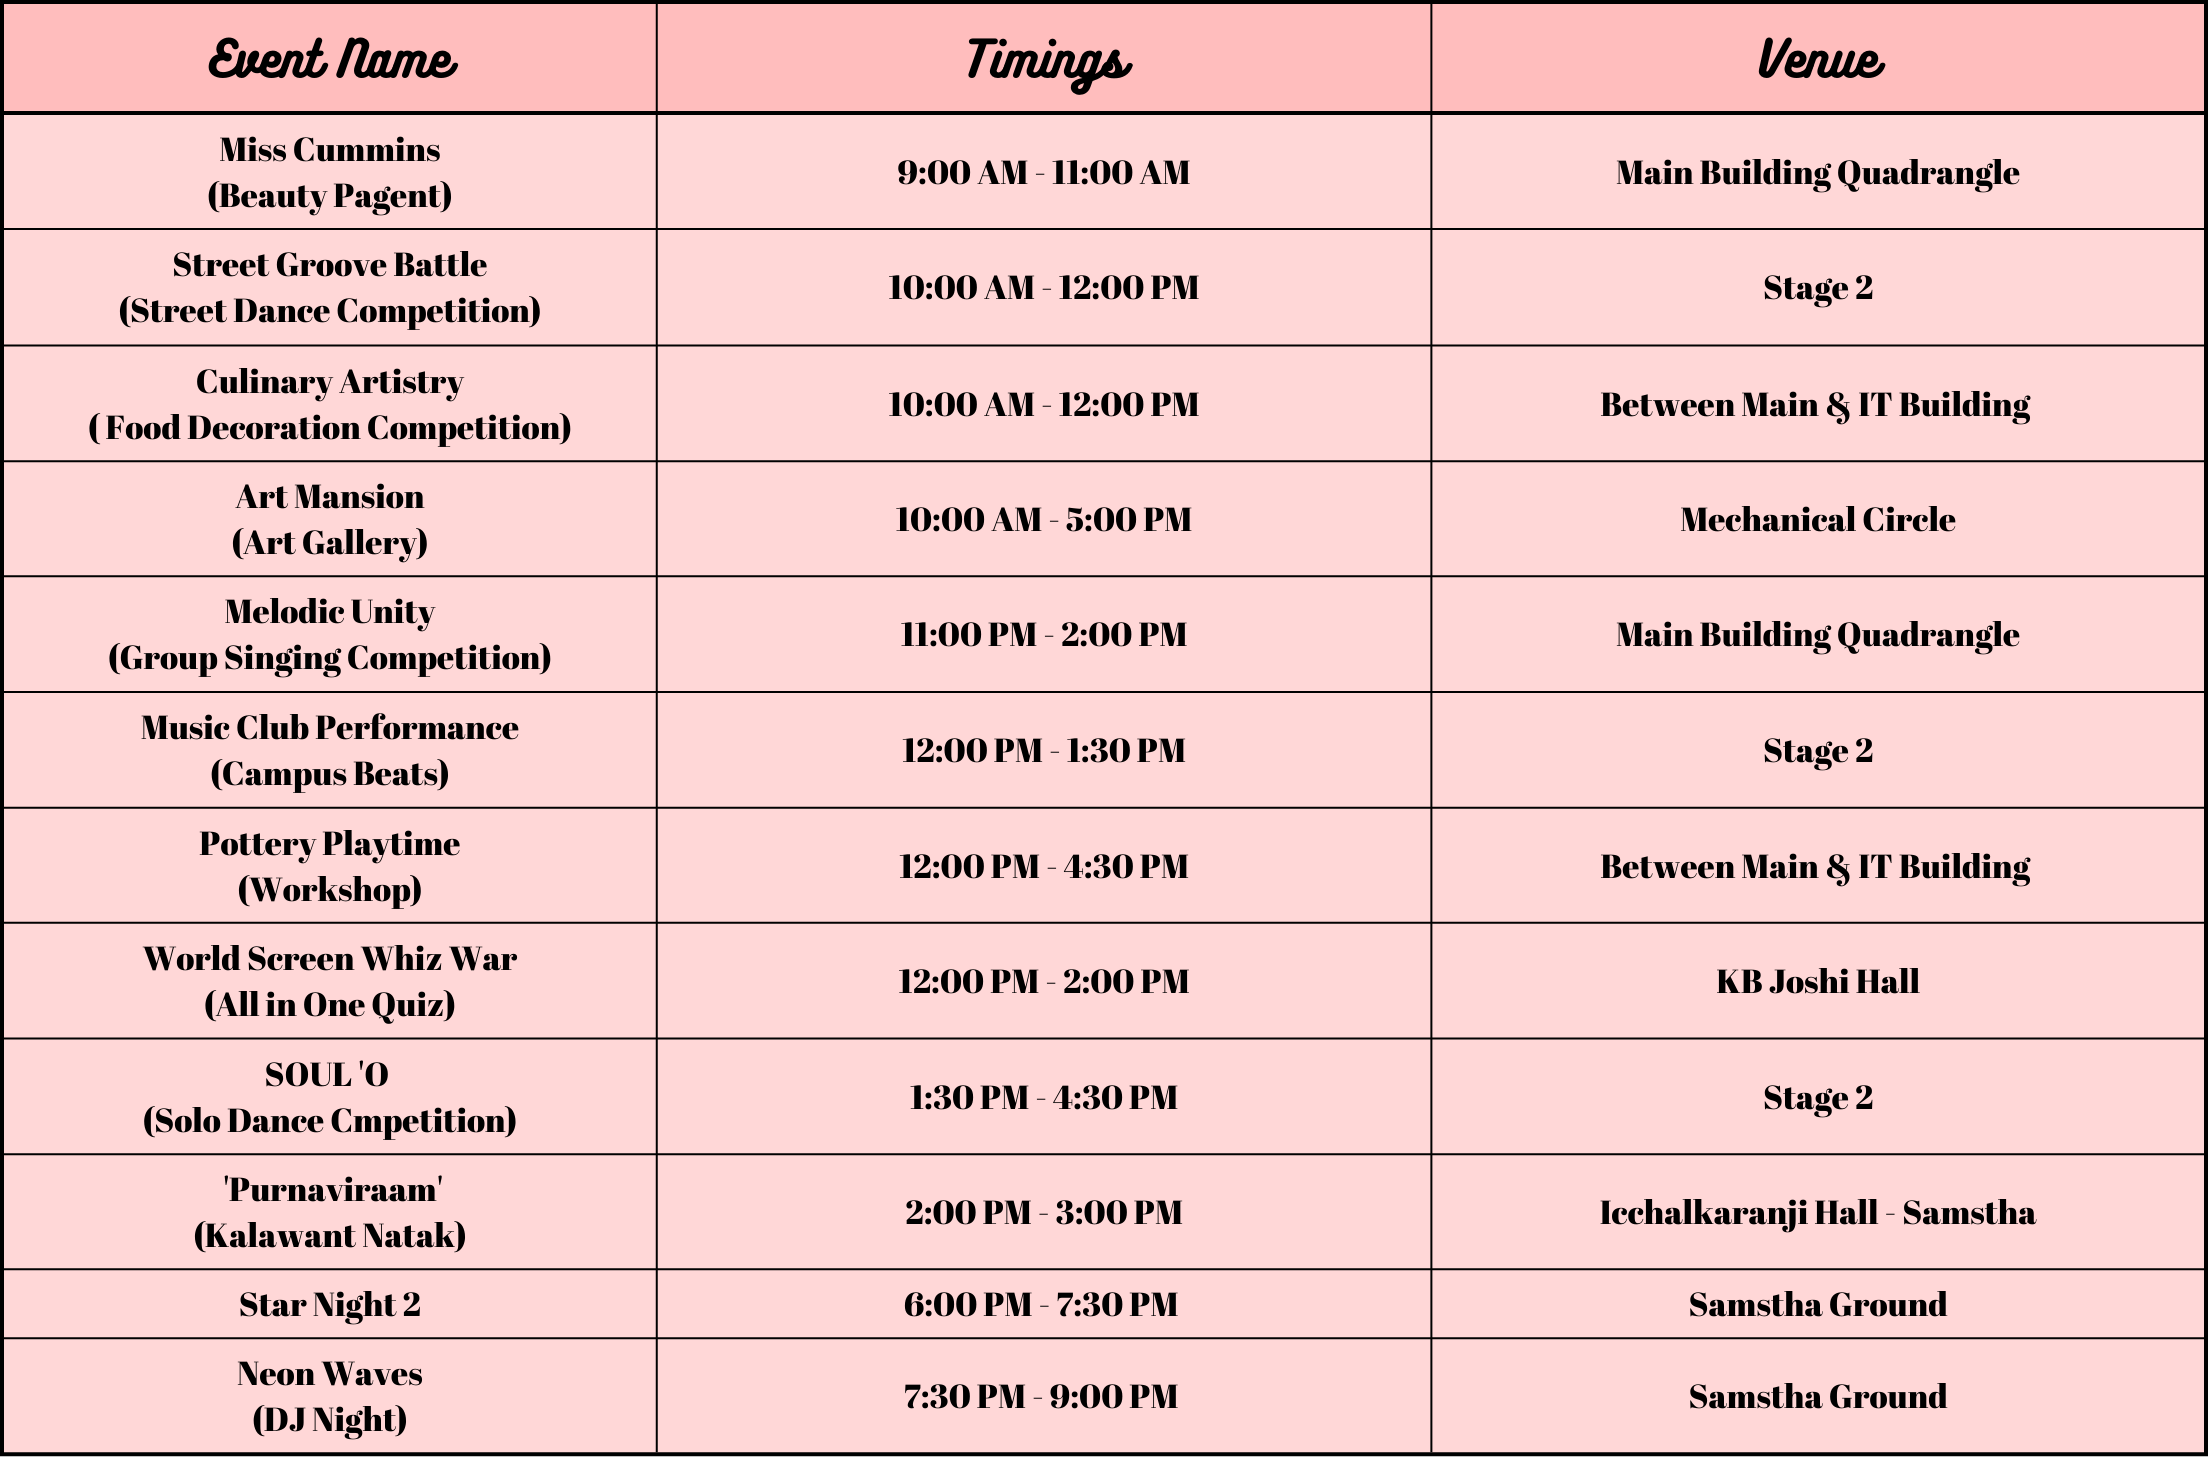 Event Name
Timings
Venue
Miss Cummins
(Beauty Pagent)
9:00 AM - 11:00 AM
Main Building Quadrangle
Street Groove Battle
(Street Dance Competition)
10:00 AM - 12:00 PM
Stage 2
Culinary Artistry
( Food Decoration Competition)
10:00 AM - 12:00 PM
Between Main & IT Building
Art Mansion
(Art Gallery)
10:00 AM - 5:00 PM
Mechanical Circle
Melodic Unity
(Group Singing Competition)
11:00 PM - 2:00 PM
Main Building Quadrangle
Music Club Performance
(Campus Beats)
12:00 PM - 1:30 PM
Stage 2
Pottery Playtime
(Workshop)
12:00 PM - 4:30 PM
Between Main & IT Building
World Screen Whiz War
(All in One Quiz)
12:00 PM - 2:00 PM
KB Joshi Hall
SOUL 'O
(Solo Dance Cmpetition)
1:30 PM - 4:30 PM
Stage 2
'Purnaviraam'
(Kalawant Natak)
2:00 PM - 3:00 PM
Icchalkaranji Hall - Samstha
Star Night 2
6:00 PM - 7:30 PM
Samstha Ground
Neon Waves
(DJ Night)
7:30 PM - 9:00 PM
Samstha Ground